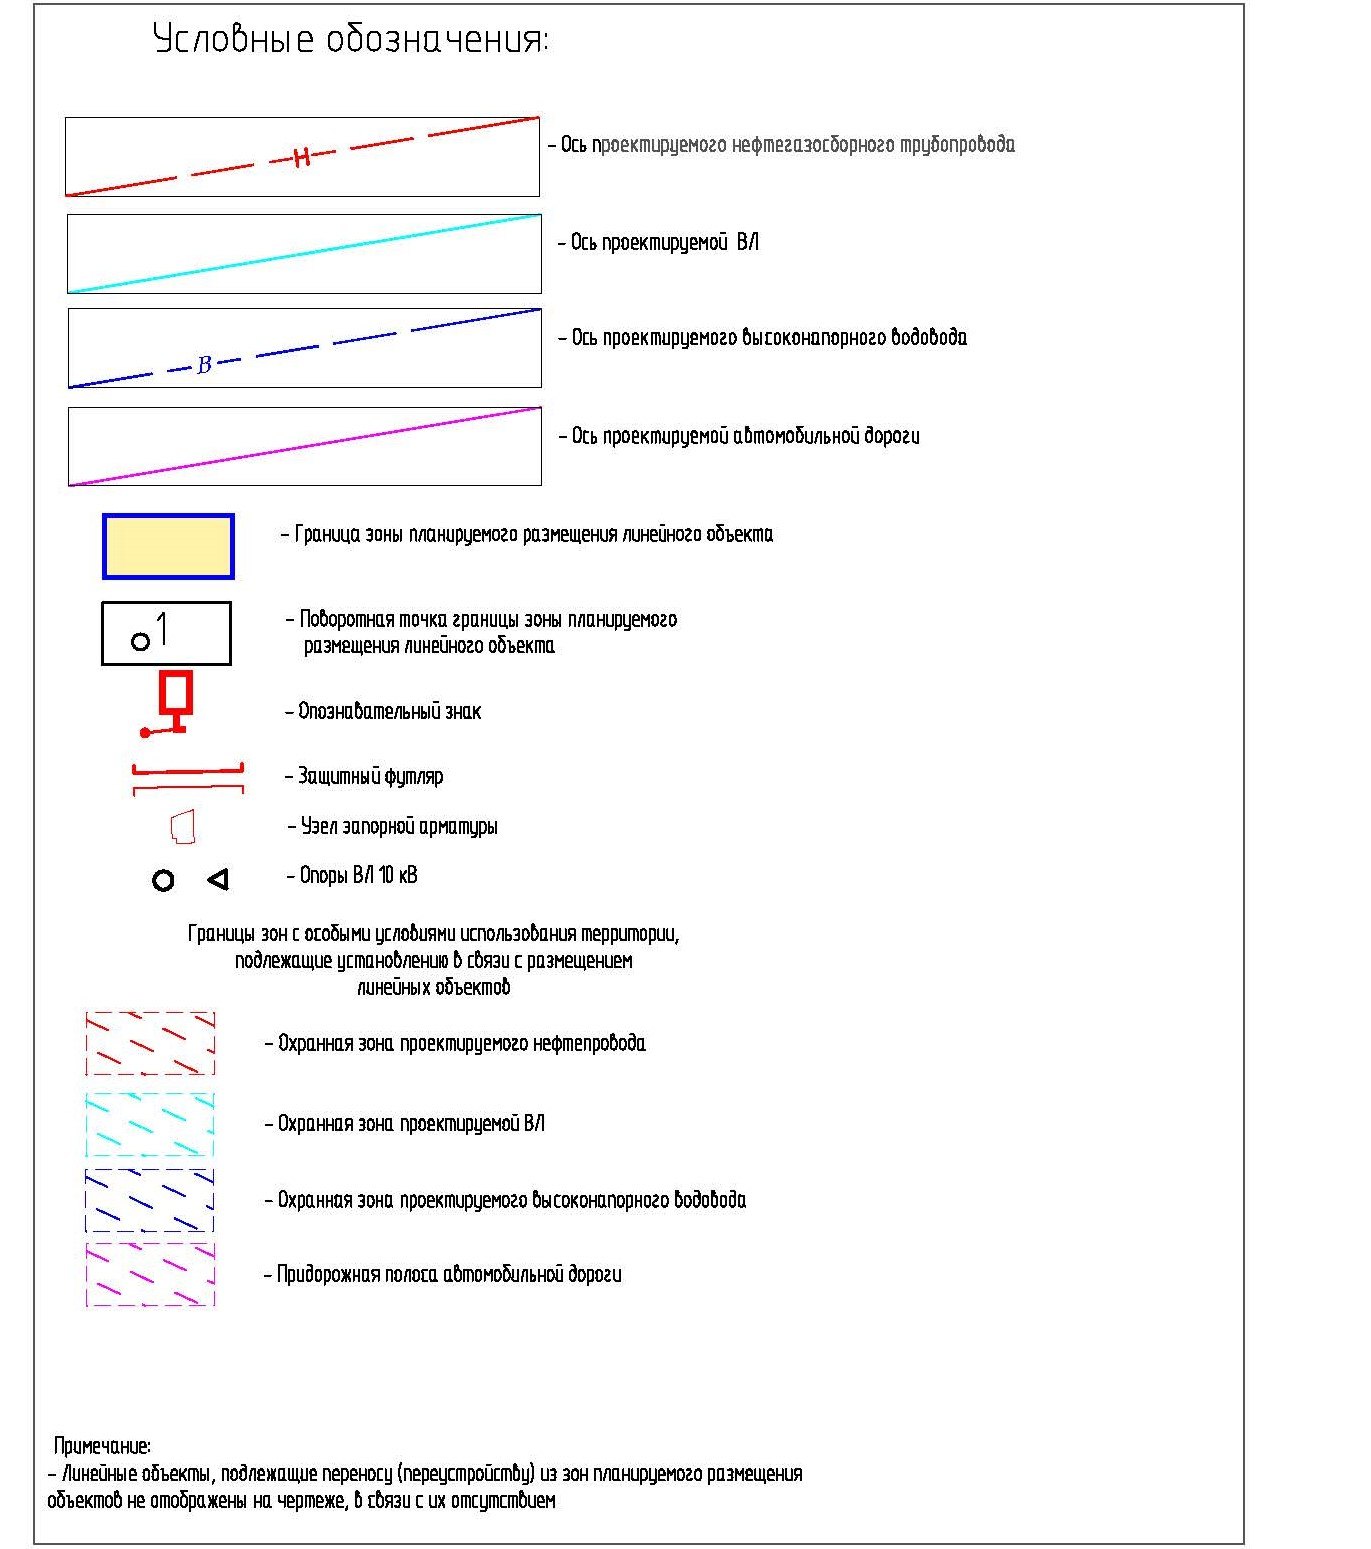 Условные обозначения:
Н
- Ось проектируемого нефтегазосборного трубопровода
- Ось проектируемой ВЛ
В
- Ось проектируемого высоконапорного водовода
- Ось проектируемой автомобильной дороги
- Граница зоны планируемого размещения линейного объекта
1
- Поворотная точка границы зоны планируемого
размещения линейного объекта
- Опознавательный знак
- Защитный футляр
- Узел запорной арматуры
- Опоры ВЛ 10 кВ
Границы зон с особыми условиями использования территории,
подлежащие установлению в связи с размещением
линейных объектов
- Охранная зона проектируемого нефтепровода
- Охранная зона проектируемой ВЛ
- Охранная зона проектируемого высоконапорного водовода
- Придорожная полоса автомобильной дороги
Примечание:
- Линейные объекты, подлежащие переносу (переустройству) из зон планируемого размещения
объектов не отображены на чертеже, в связи с их отсутствием